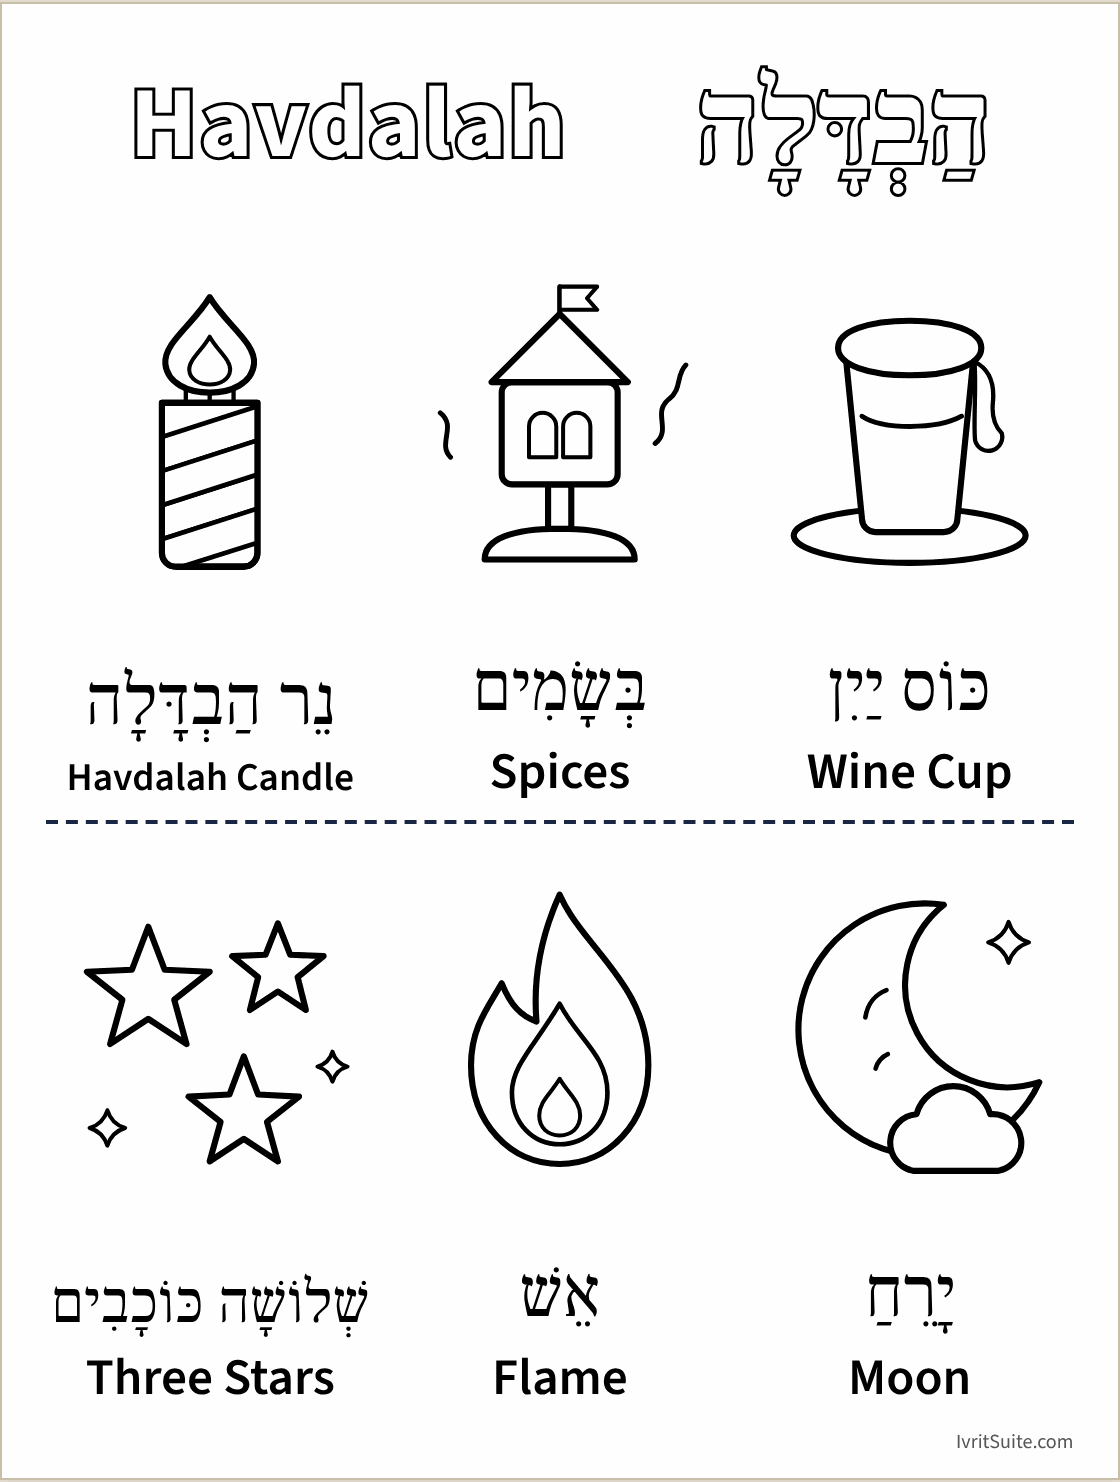 Havdalah הַבְדָּלָה
נֵר הַבְדָּלָה
Havdalah Candle
בְּשָׂמִים
Spices
כּוֹס יַיִן
Wine Cup
שְׁלוֹשָׁה כּוֹכָבִים
Three Stars
אֵשׁ
Flame
יָרֵחַ
Moon
IvritSuite.com